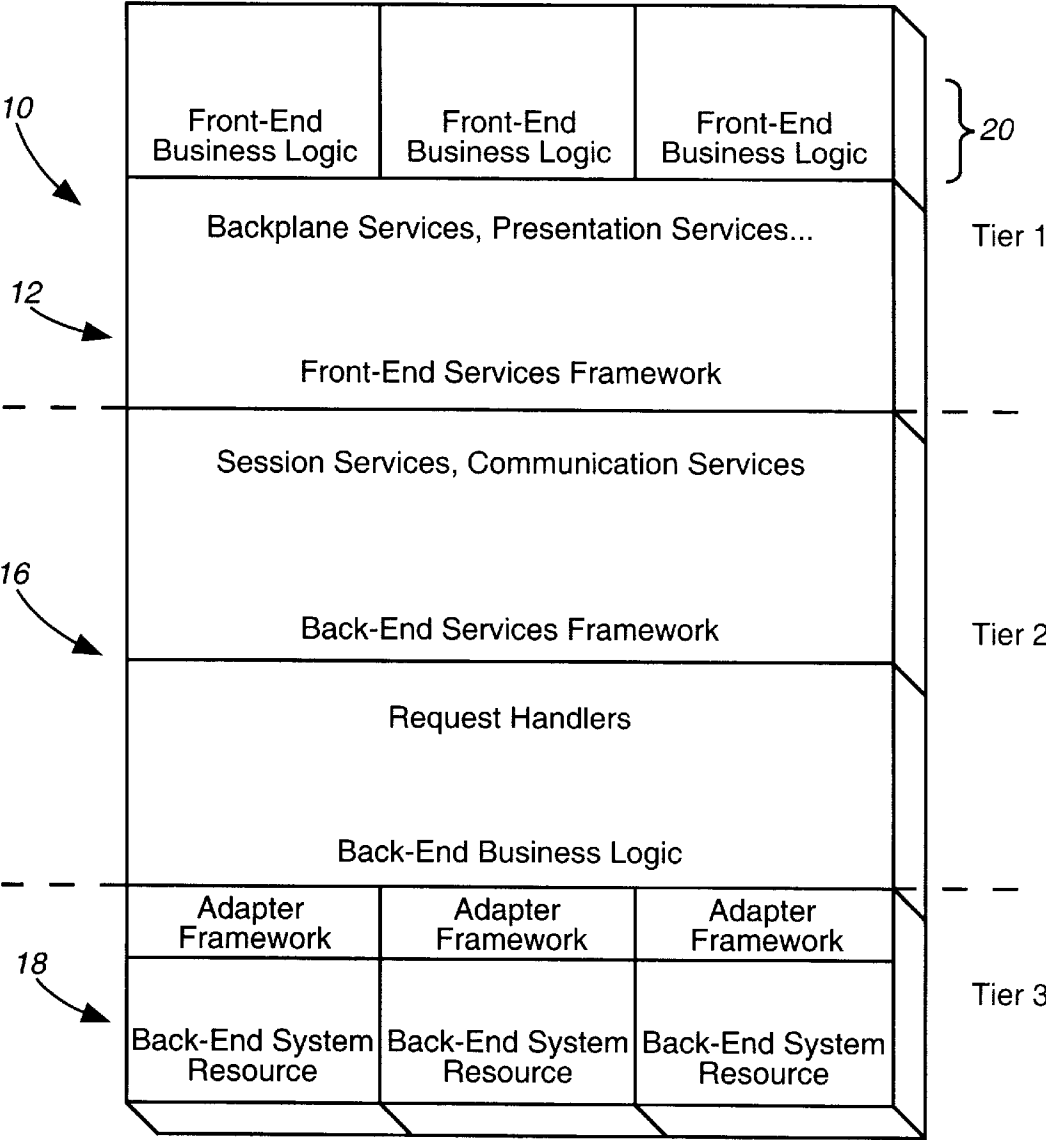 Front-End
Business Logic
Front-End
Business Logic
Front-End
Business Logic
10
20
Backplane Services, Presentation Services...
Tier 1
12
Front-End Services Framework
Session Services, Communication Services
16
Back-End Services Framework
Tier 2
Request Handlers
Back-End Business Logic
Adapter
Framework
Adapter
Framework
Adapter
Framework
18
Tier 3
Back-End System
Resource
Back-End System
Resource
Back-End System
Resource